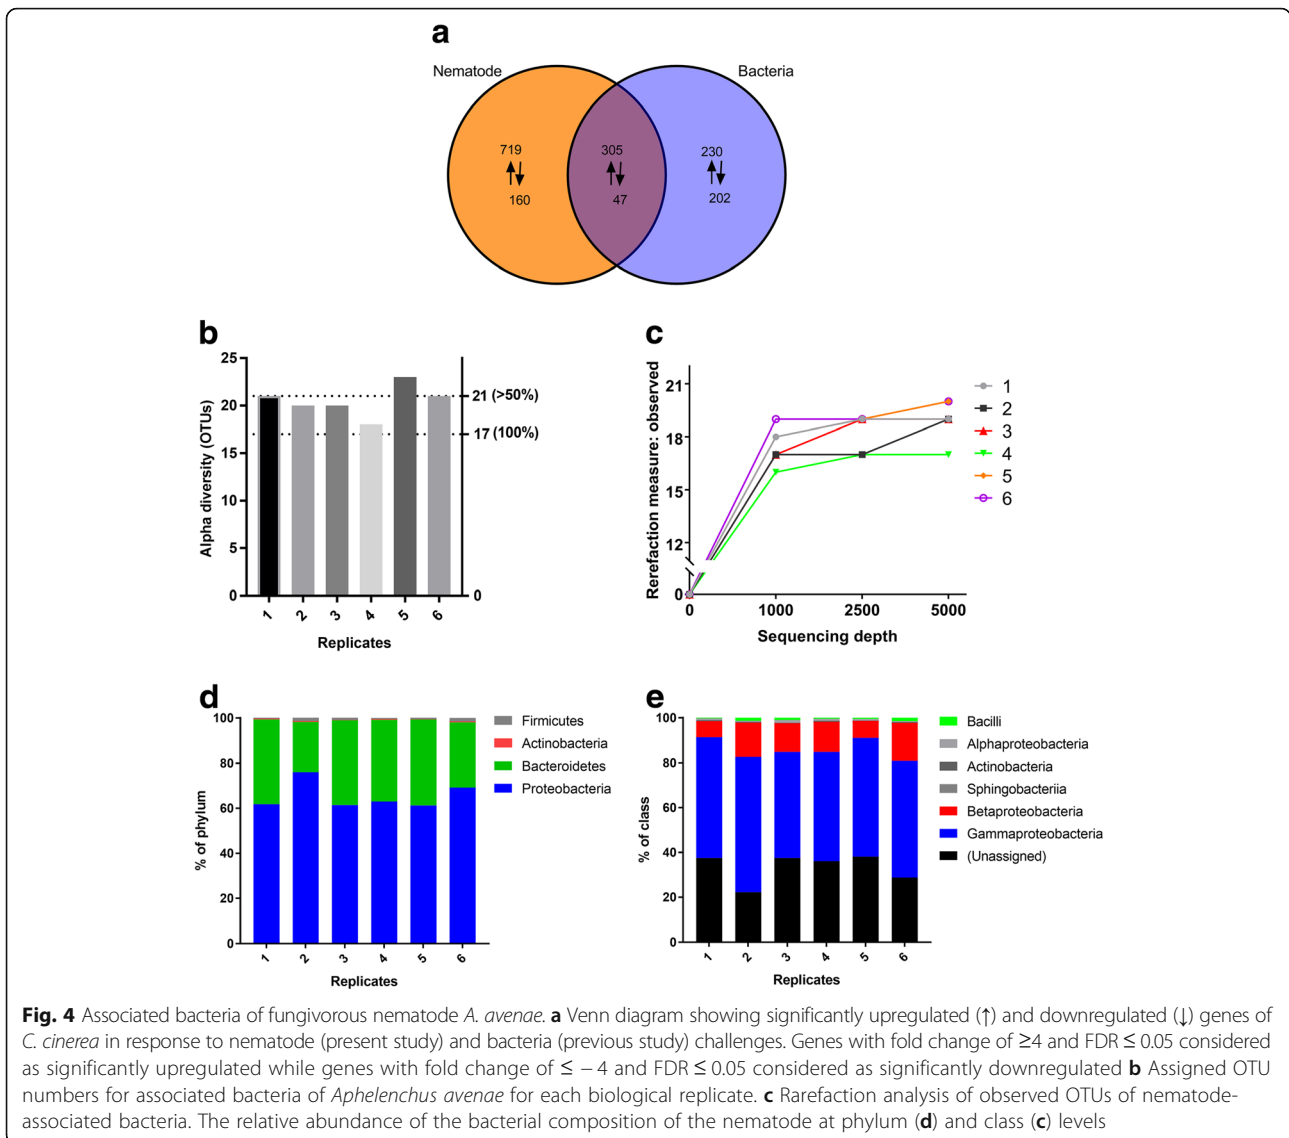 a
Nematode
Bacteria
719
305
230
160
47
202
b
Alpha diversity (OTUs)
25
20
15
10
5
0
21 (>50%)
17 (100%)
0
1
2
3
4
5
6
Replicates
c
Rerefaction measure: observed
21
18
15
12
0
0
1000
2500
5000
Sequencing depth
1
2
3
4
5
6
d
% of phylum
100
80
60
40
20
0
1
2
3
4
5
6
Replicates
Firmicutes
Actinobacteria
Bacteroidetes
Proteobacteria
e
% of class
100
80
60
40
20
0
1
2
3
4
5
6
Replicates
Bacilli
Alphaproteobacteria
Actinobacteria
Sphingobacteriia
Betaproteobacteria
Gammaproteobacteria
(Unassigned)
Fig. 4 Associated bacteria of fungivorous nematode A. avenae. a Venn diagram showing significantly upregulated (↑) and downregulated (↓) genes of
C. cinerea in response to nematode (present study) and bacteria (previous study) challenges. Genes with fold change of ≥4 and FDR ≤ 0.05 considered
as significantly upregulated while genes with fold change of ≤ − 4 and FDR ≤ 0.05 considered as significantly downregulated b Assigned OTU
numbers for associated bacteria of Aphelenchus avenae for each biological replicate. c Rarefaction analysis of observed OTUs of nematode-
associated bacteria. The relative abundance of the bacterial composition of the nematode at phylum (d) and class (c) levels